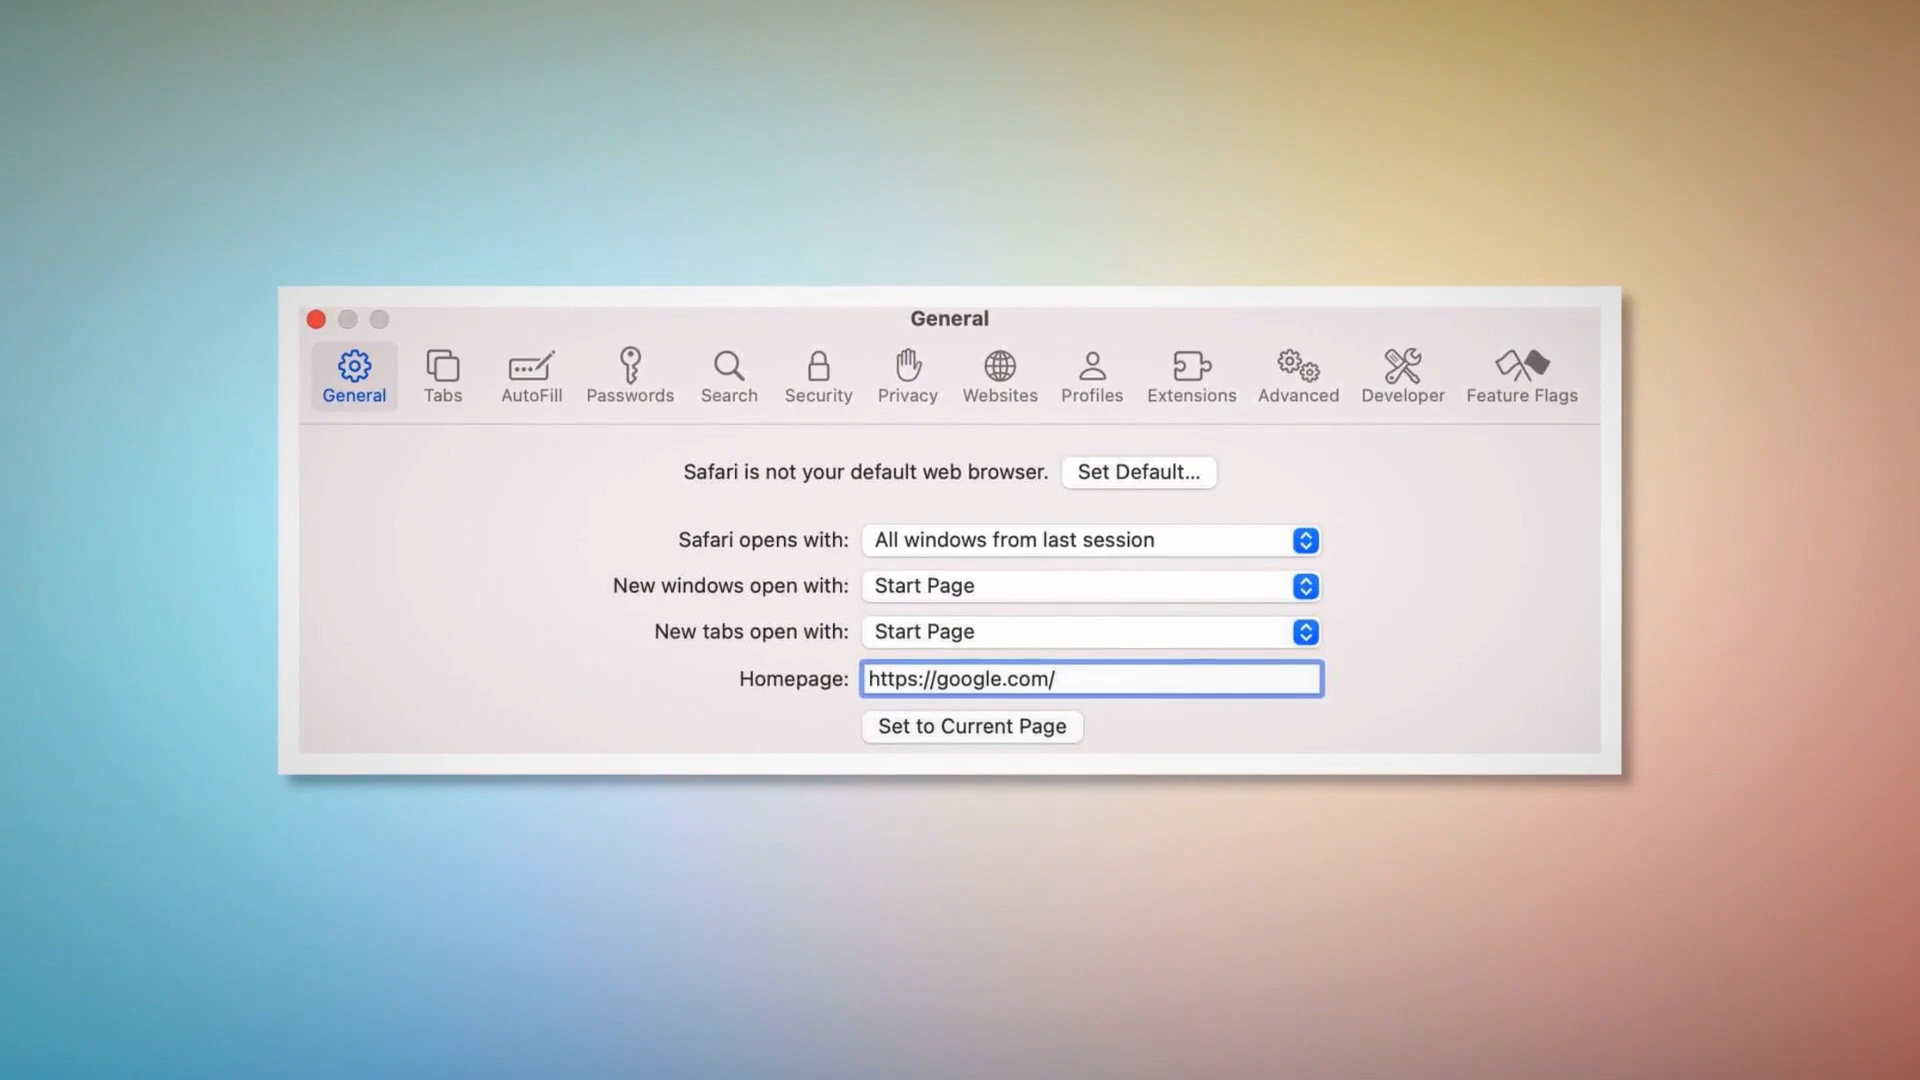 General
General Tabs AutoFill Passwords Search Security Privacy Websites Profiles Extensions Advanced Developer Feature Flags
Safari is not your default web browser. Set Default...
Safari opens with: All windows from last session
New windows open with: Start Page
New tabs open with: Start Page
Homepage: https://google.com/
Set to Current Page